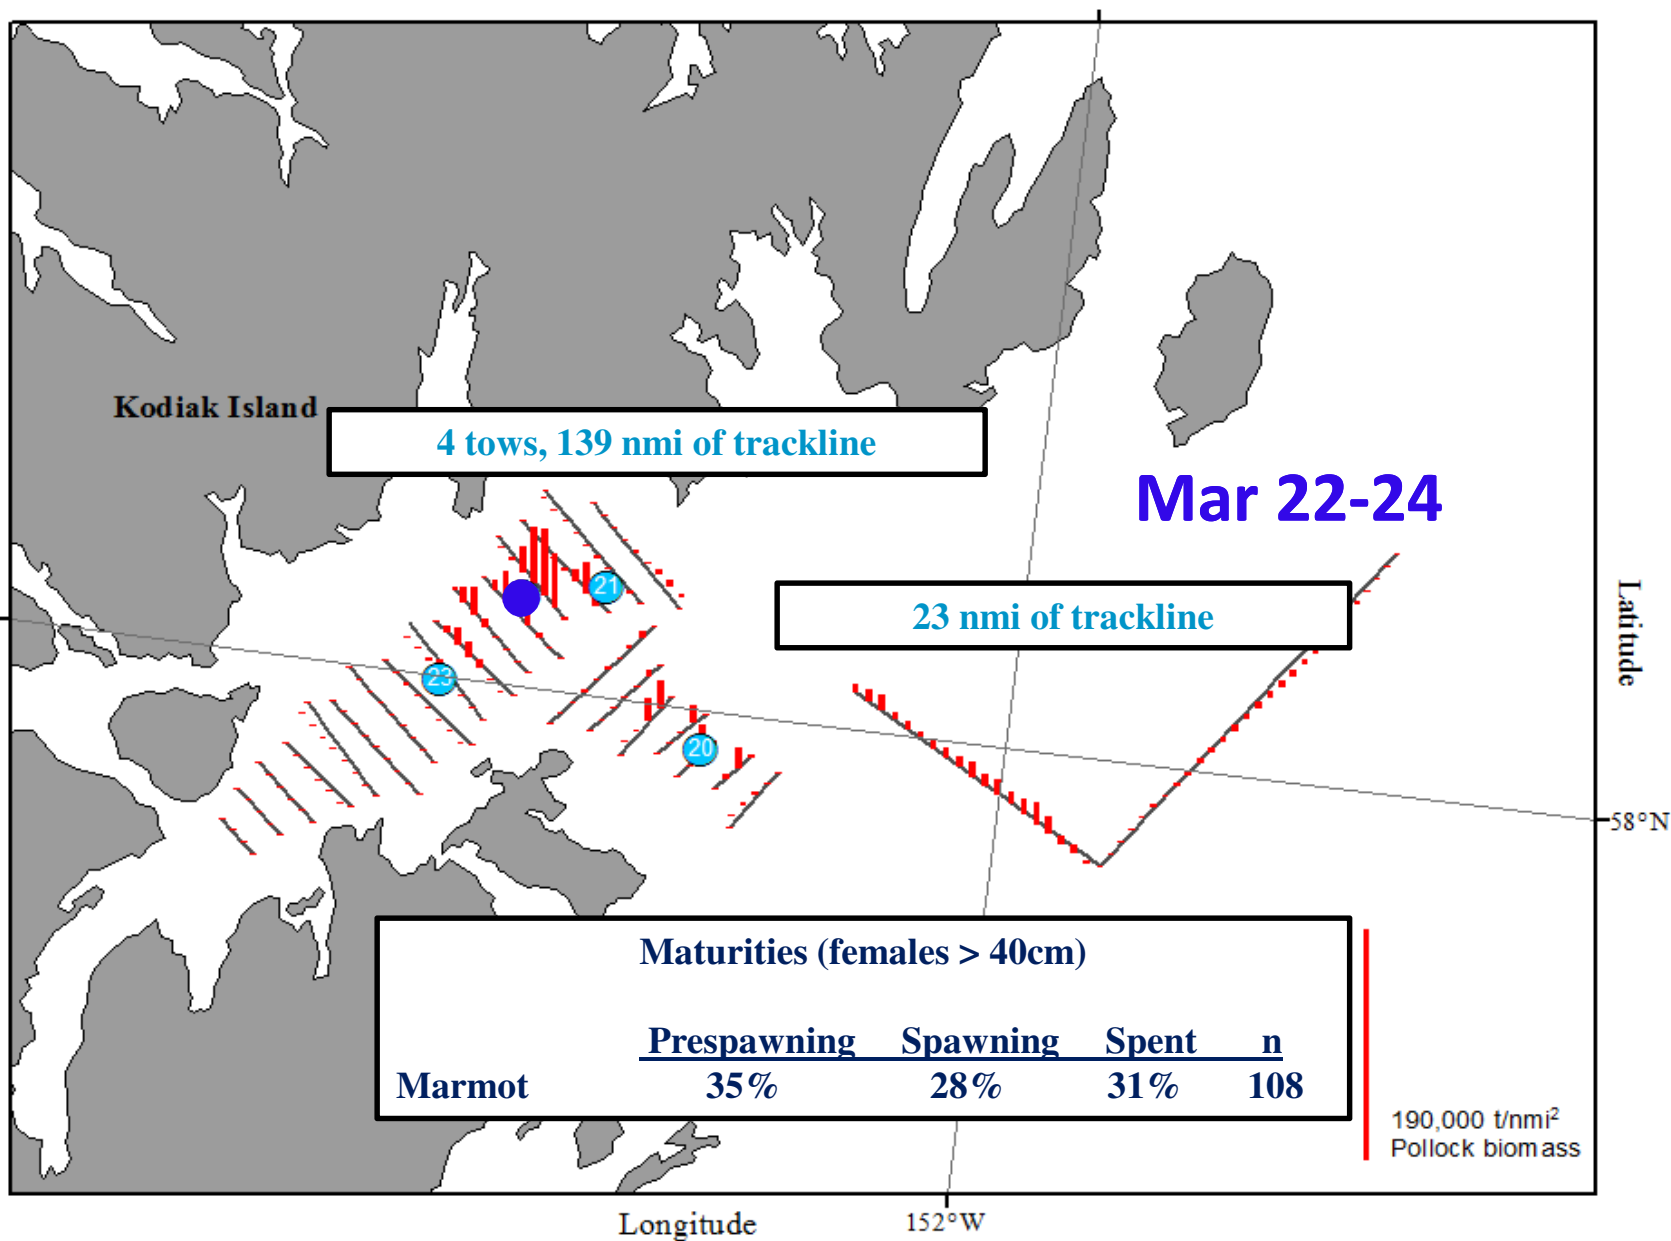 Kodiak Island
4 tows, 139 nmi of trackline
Mar 22-24
21
23 nmi of trackline
Latitude
23
20
58°N
Maturities (females > 40cm)
Prespawning Spawning Spent n
Marmot 35% 28% 31% 108
190,000 t/nmi²
Pollock biomass
Longitude
152°W